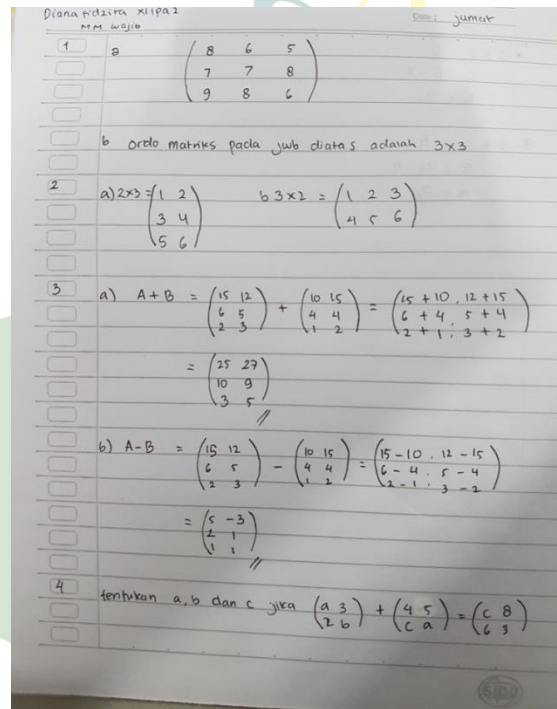 Diana Fidzira XI IPA 2
MM wajib
Date: jumat
1 a ( 8 6 5
7 7 8
9 8 6 )
b ordo matriks pada jwb diatas adalah 3x3
2 a) 2x3 = ( 1 2 b 3x2 = ( 1 2 3
3 4 4 5 6 )
5 6 )
3 a) A+B = ( 15 12 + ( 10 15 = ( 15 + 10 . 12 + 15
6 5 4 4 6 + 4 . 5 + 4
2 3 ) 1 2 ) 2 + 1 . 3 + 2 )
= ( 25 27
10 9
3 5 ) //
b) A-B = ( 15 12 - ( 10 15 = ( 15 - 10 . 12 - 15
6 5 4 4 6 - 4 . 5 - 4
2 3 ) 1 2 ) 2 - 1 . 3 - 2 )
= ( 5 -3
2 1
1 1 ) //
4 tentukan a, b dan c jika ( a 3 + ( 4 5 = ( c 8
2 b ) c a ) 6 3 )
SIDU